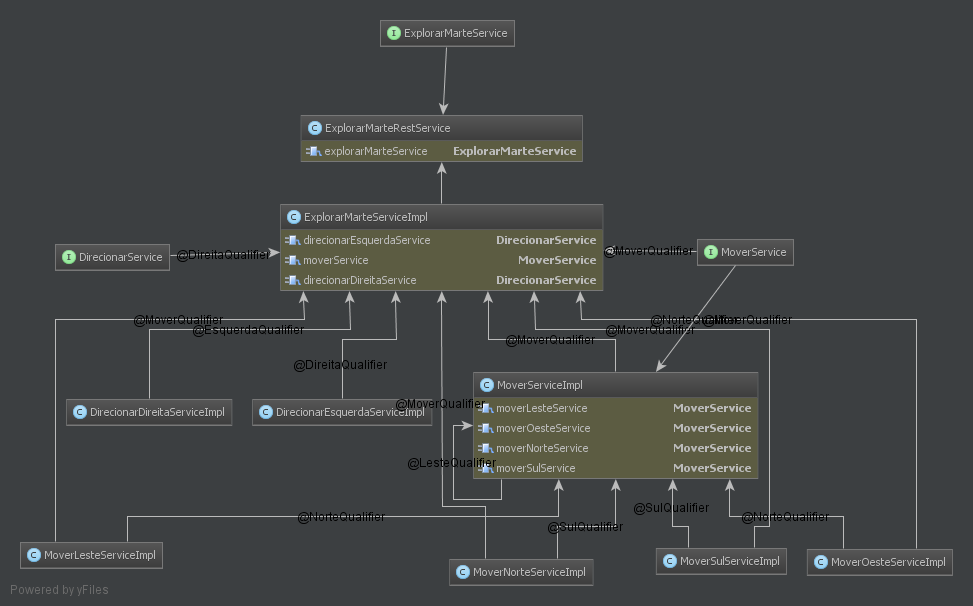 I ExplorarMarteService
C ExplorarMarteRestService
explorarMarteService ExplorarMarteService
C ExplorarMarteServiceImpl
direcionarEsquerdaService DirecionarService
moverService MoverService
direcionarDireitaService DirecionarService
I DirecionarService
@DireitaQualifier
@MoverQualifier
I MoverService
@MoverQualifier
@EsquerdaQualifier
@DireitaQualifier
@MoverQualifier
@MoverQualifier
@MoverQualifier
@MoverQualifier
C MoverServiceImpl
moverLesteService MoverService
moverOesteService MoverService
moverNorteService MoverService
moverSulService MoverService
C DirecionarDireitaServiceImpl
C DirecionarEsquerdaServiceImpl
@LesteQualifier
@NorteQualifier
@SulQualifier
@SulQualifier
@NorteQualifier
C MoverLesteServiceImpl
C MoverNorteServiceImpl
C MoverSulServiceImpl
C MoverOesteServiceImpl
Powered by yFiles